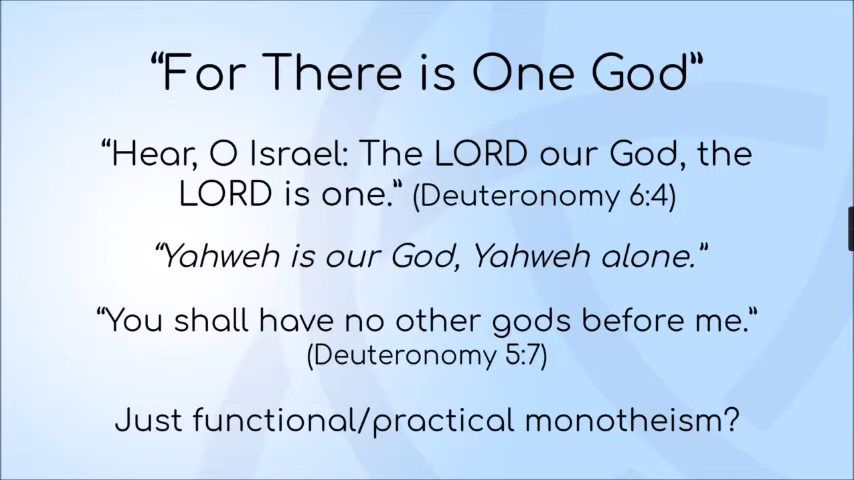 “For There is One God”
“Hear, O Israel: The LORD our God, the
LORD is one.” (Deuteronomy 6:4)
“Yahweh is our God, Yahweh alone.”
“You shall have no other gods before me.”
(Deuteronomy 5:7)
Just functional/practical monotheism?